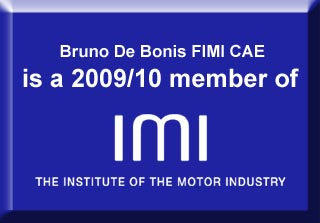 Bruno De Bonis FIMI CAE
is a 2009/10 member of
IMI
THE INSTITUTE OF THE MOTOR INDUSTRY